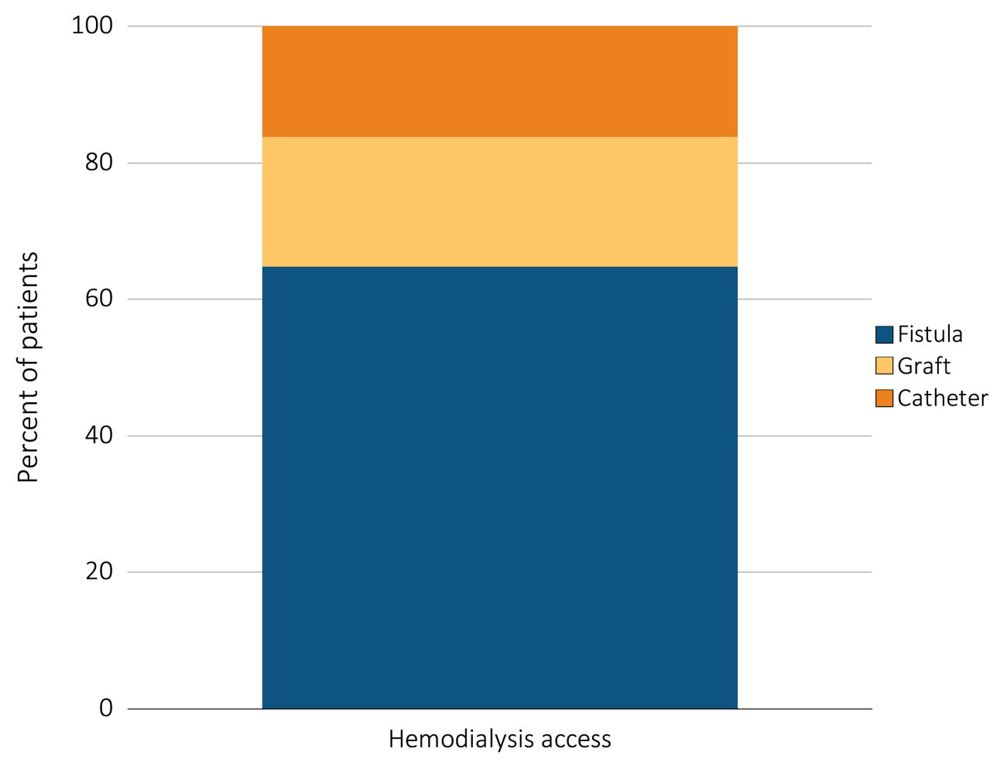 Percent of patients
100
80
60
40
20
0
Hemodialysis access
Fistula
Graft
Catheter